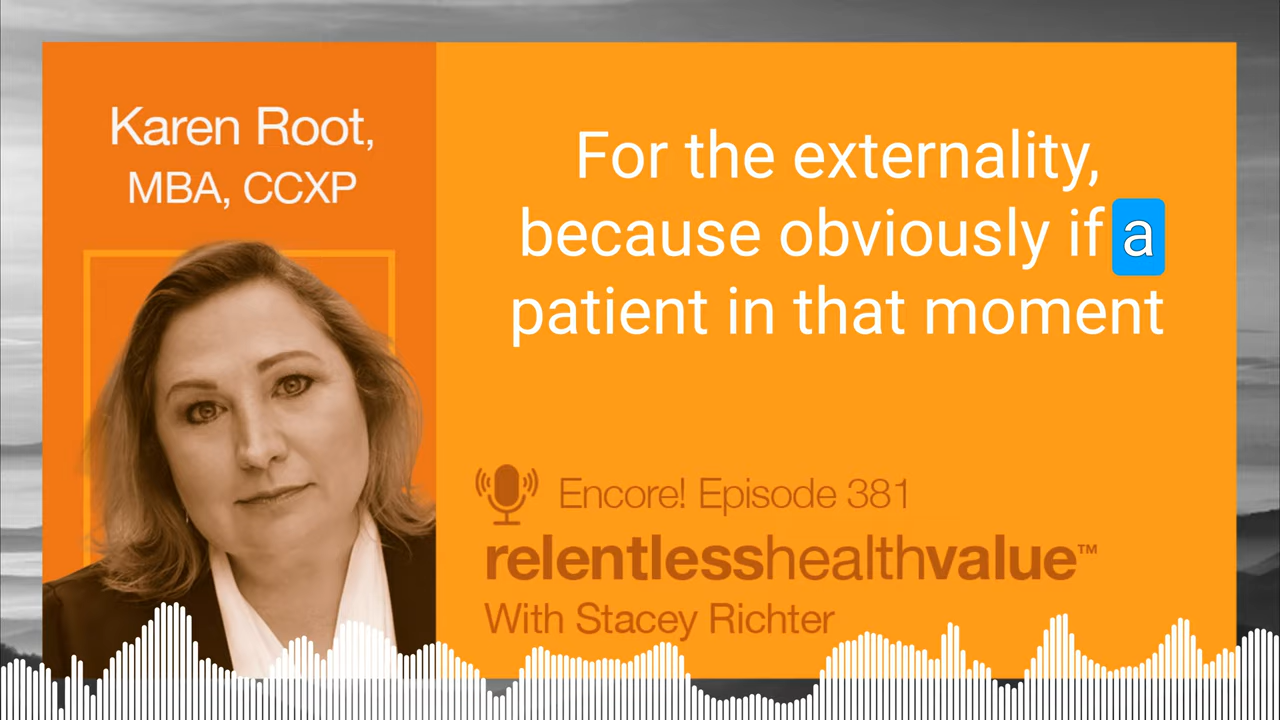 Karen Root,
MBA, CCXP
For the externality,
because obviously if a
patient in that moment
Encore! Episode 381
relentlesshealthvalue™
With Stacey Richter